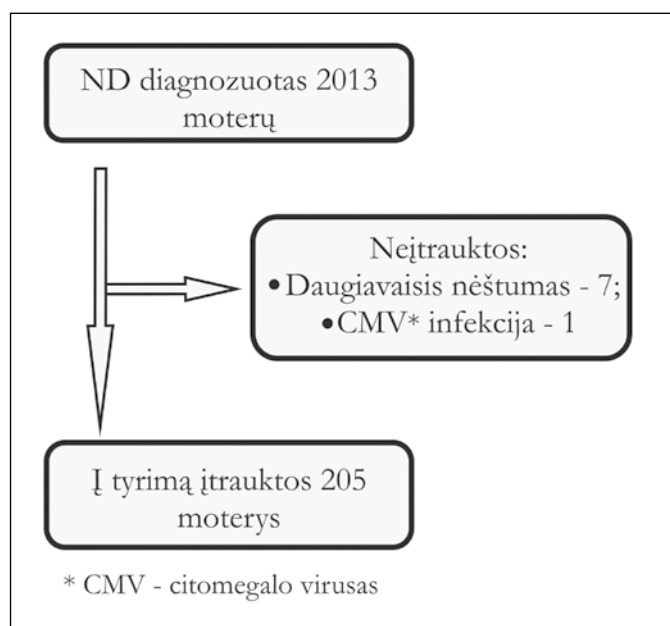 ND diagnozuotas 2013
moterų
Neįtrauktos:
• Daugiavaisis nėštumas - 7;
• CMV* infekcija - 1
Į tyrimą įtrauktos 205
moterys
* CMV - citomegalo virusas